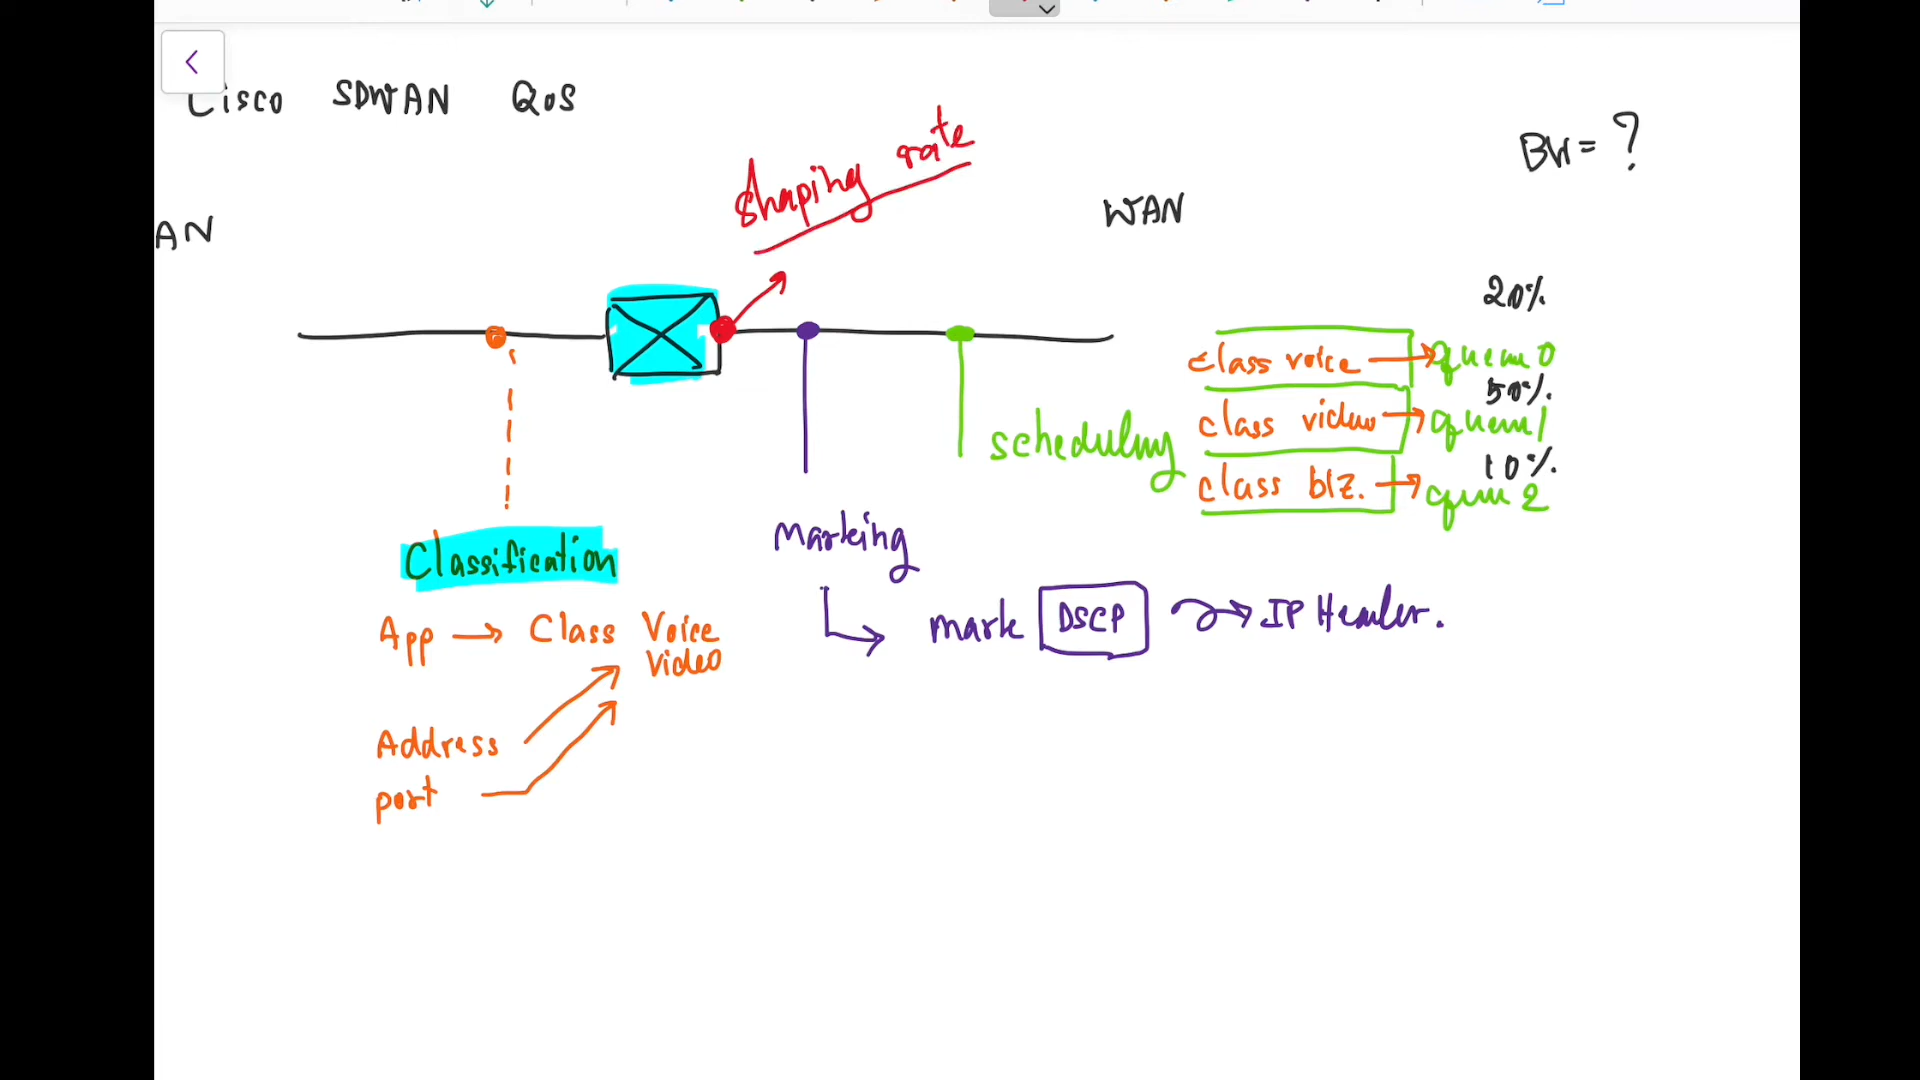 Cisco SDWAN QoS
shaping rate
BW = ?
AN
WAN
20%
class voice → queue 0
50%
class video → queue 1
scheduling
10%
class biz. →
2
Marking
Classification
mark DSCP → IP Header.
App → Class Voice
Video
Address
port